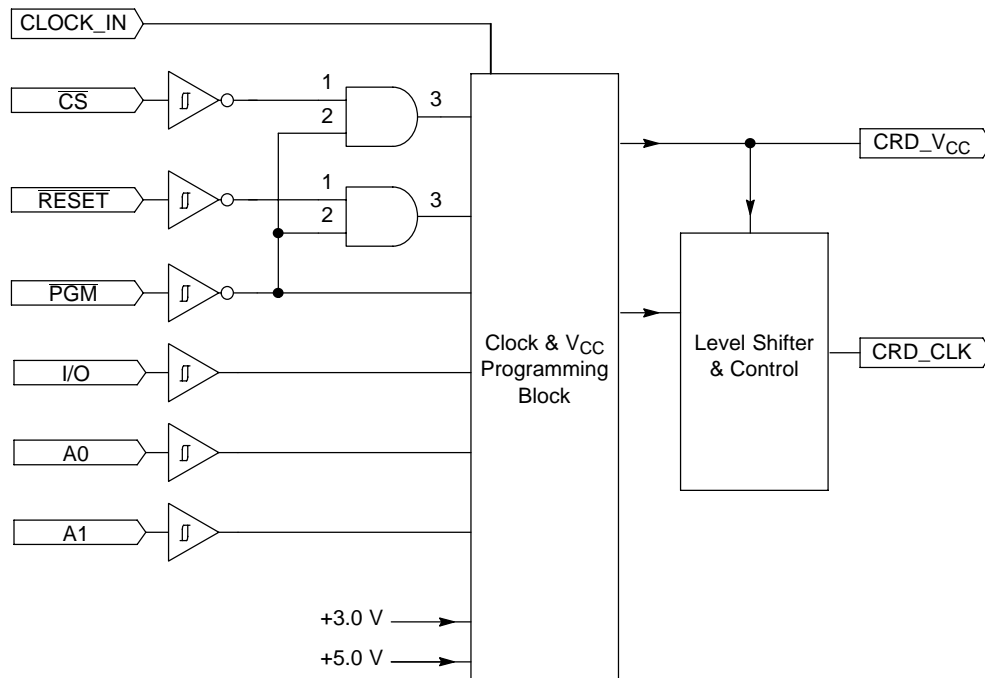 CLOCK_IN
CS
1
2
3
RESET
1
2
3
PGM
I/O
A0
A1
+3.0 V
+5.0 V
Clock & VCC
Programming
Block
CRD_VCC
Level Shifter
& Control
CRD_CLK